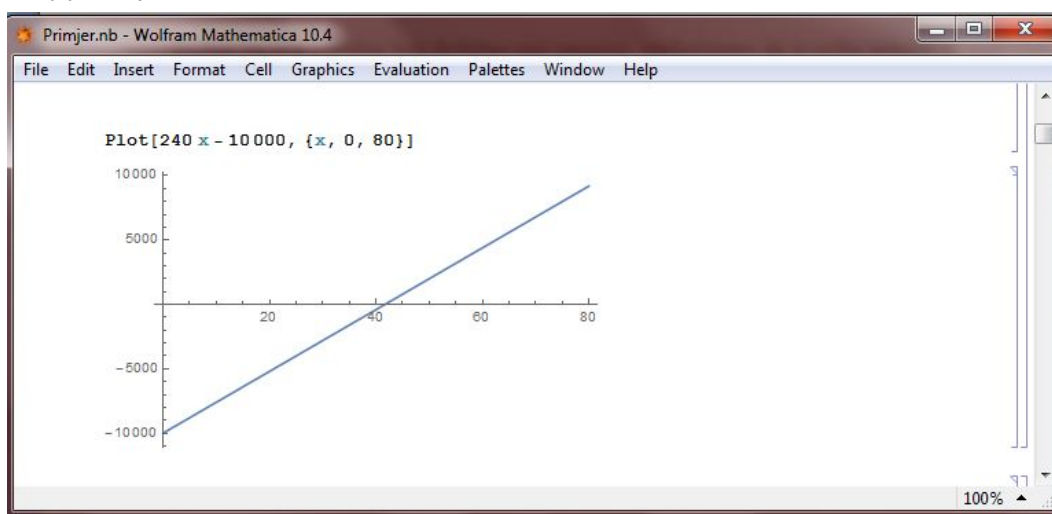 Primjer.nb - Wolfram Mathematica 10.4
File Edit Insert Format Cell Graphics Evaluation Palettes Window Help
Plot[240 x - 10000, {x, 0, 80}]
10000
5000
20 40 60 80
-5000
-10000
100%